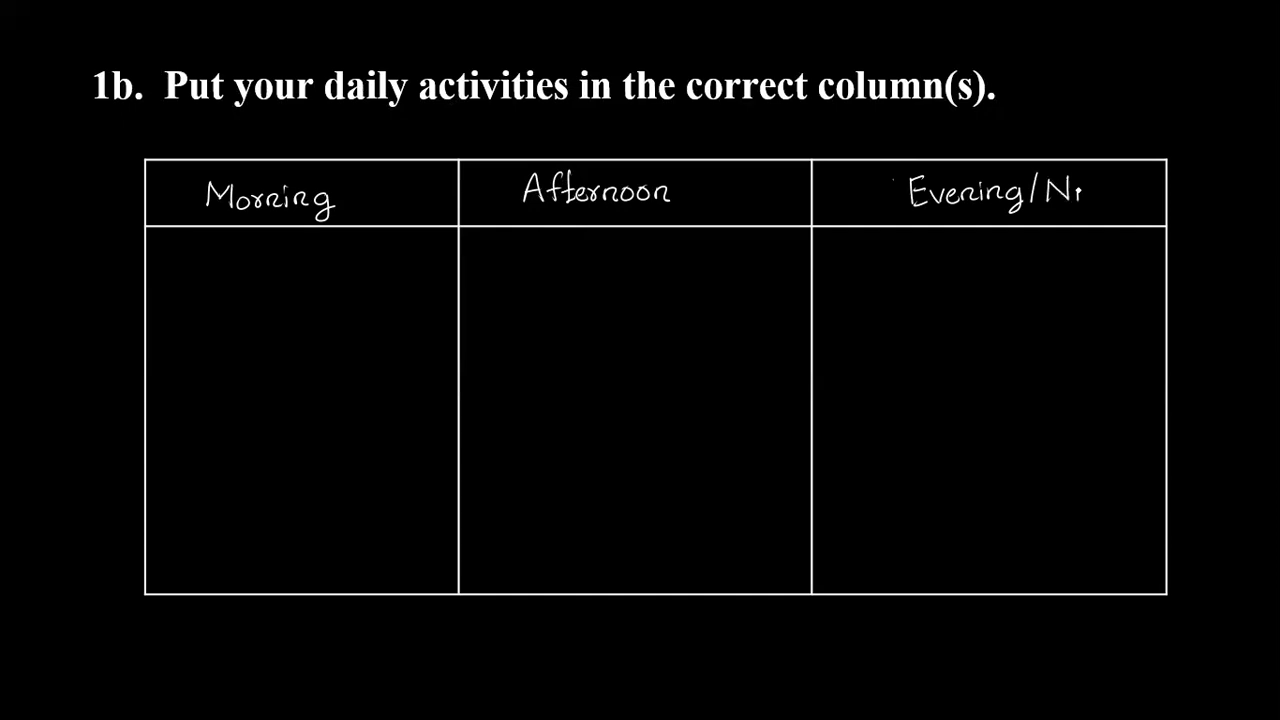 1b. Put your daily activities in the correct column(s).
Morning Afternoon Evening/Ni